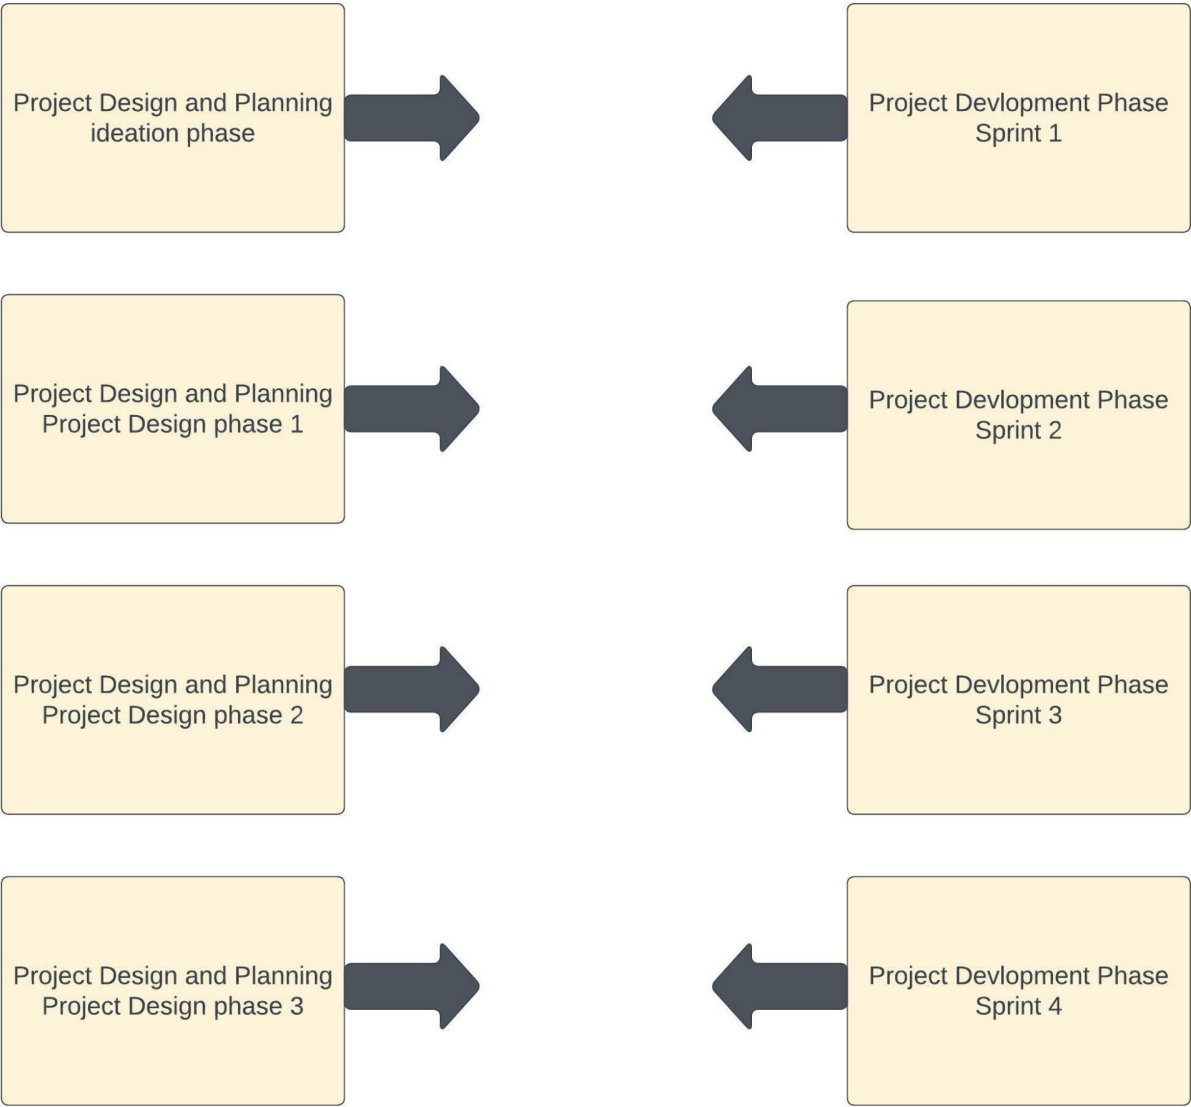 Project Design and Planning
ideation phase
Project Devlopment Phase
Sprint 1
Project Design and Planning
Project Design phase 1
Project Devlopment Phase
Sprint 2
Project Design and Planning
Project Design phase 2
Project Devlopment Phase
Sprint 3
Project Design and Planning
Project Design phase 3
Project Devlopment Phase
Sprint 4